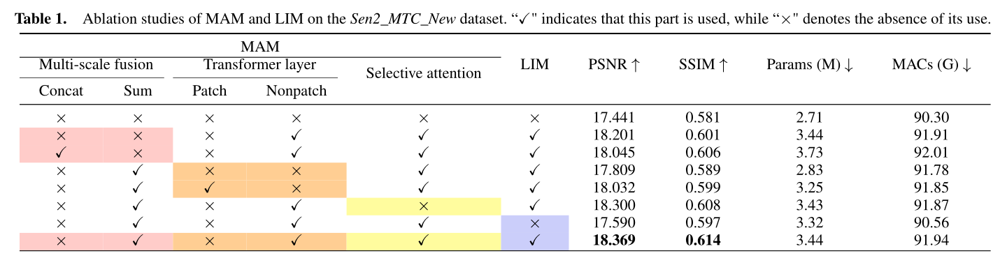 Table 1. Ablation studies of MAM and LIM on the Sen2_MTC_New dataset. “✓" indicates that this part is used, while “×" denotes the absence of its use.
MAM
Multi-scale fusion Transformer layer Selective attention LIM PSNR ↑ SSIM ↑ Params (M) ↓ MACs (G) ↓
Concat Sum Patch Nonpatch
× × × × × × 17.441 0.581 2.71 90.30
× × × ✓ ✓ ✓ 18.201 0.601 3.44 91.91
✓ × × ✓ ✓ ✓ 18.045 0.606 3.73 92.01
× ✓ × × ✓ ✓ 17.809 0.589 2.83 91.78
× ✓ ✓ × ✓ ✓ 18.032 0.599 3.25 91.85
× ✓ × ✓ × ✓ 18.300 0.608 3.43 91.87
× ✓ × ✓ ✓ × 17.590 0.597 3.32 90.56
× ✓ × ✓ ✓ ✓ 18.369 0.614 3.44 91.94